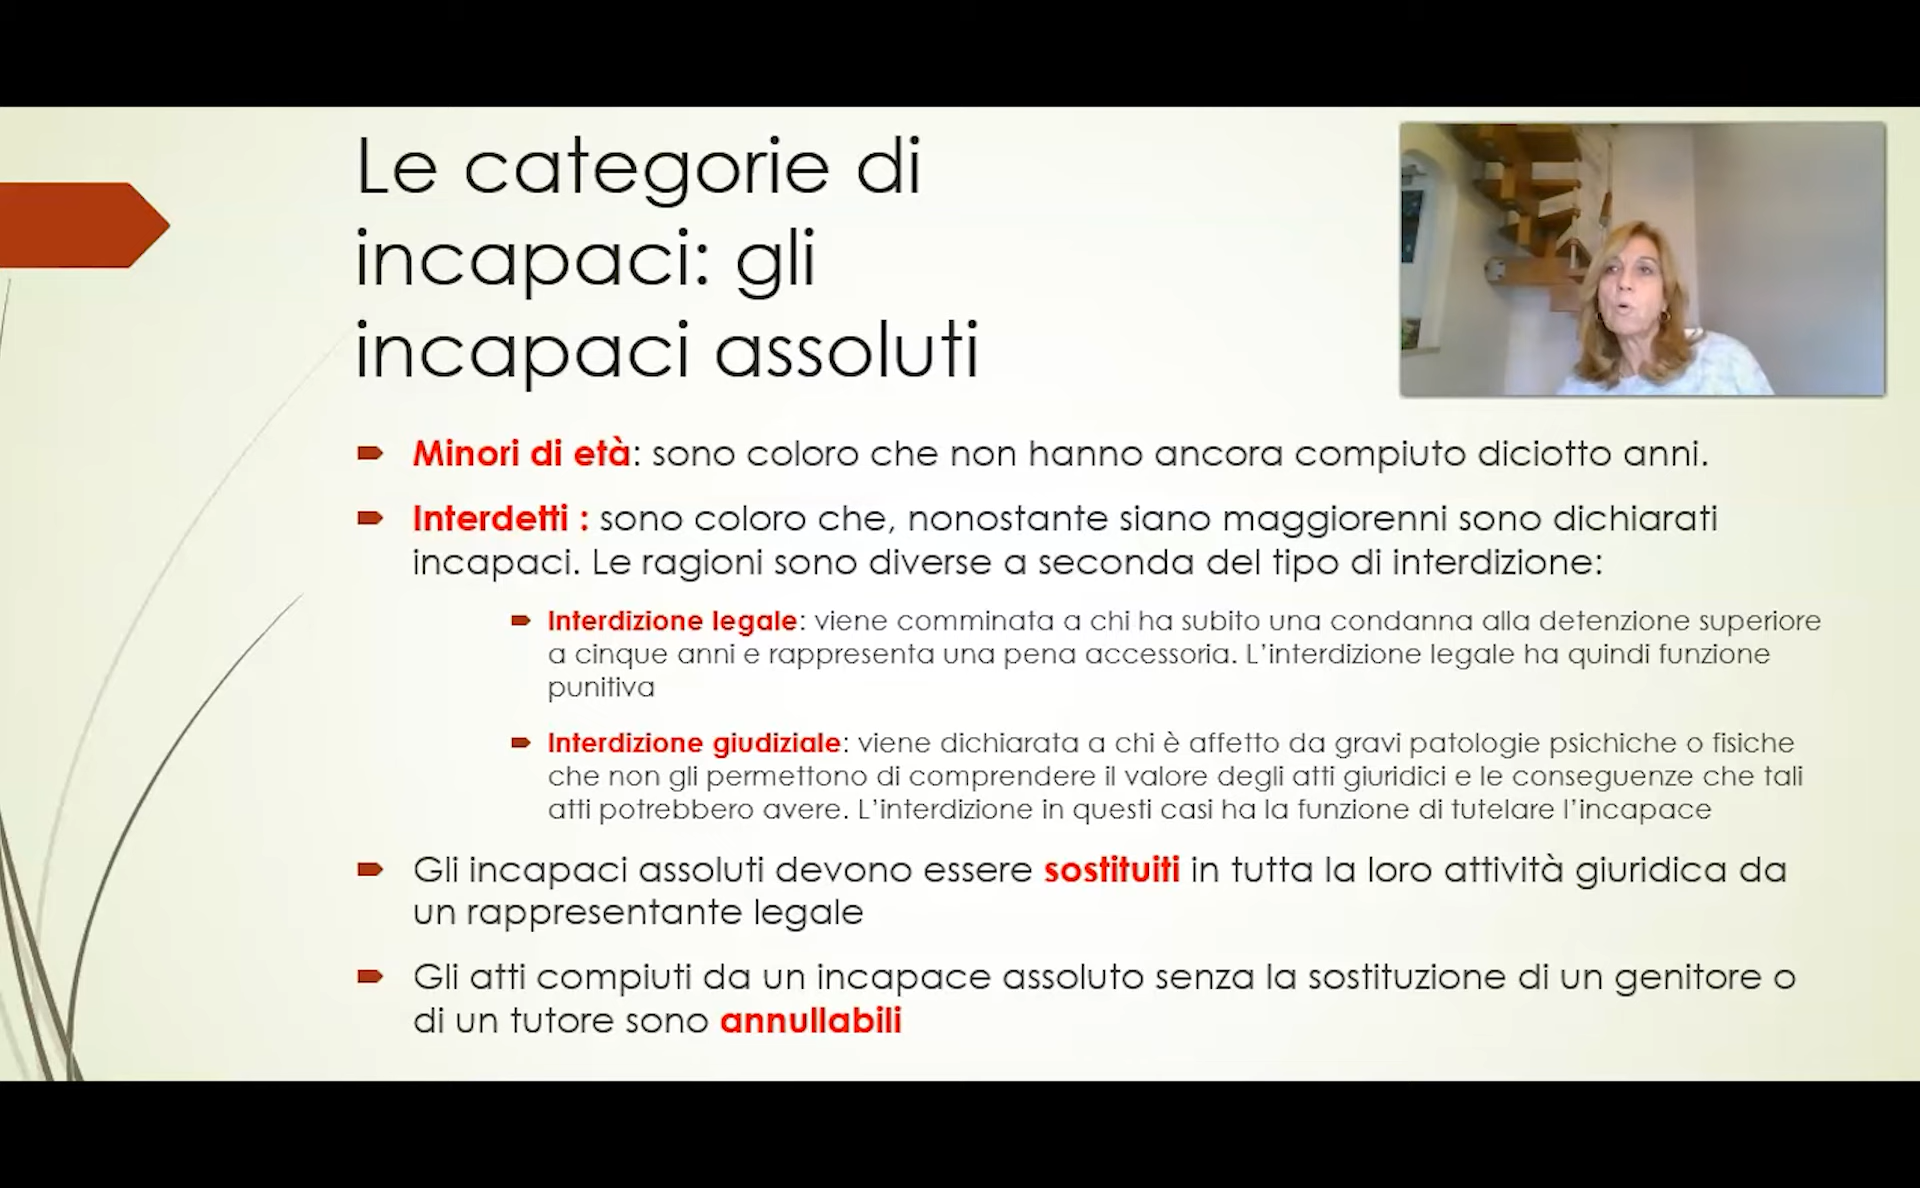 Le categorie di
incapaci: gli
incapaci assoluti
Minori di età: sono coloro che non hanno ancora compiuto diciotto anni.
Interdetti : sono coloro che, nonostante siano maggiorenni sono dichiarati
incapaci. Le ragioni sono diverse a seconda del tipo di interdizione:
Interdizione legale: viene comminata a chi ha subito una condanna alla detenzione superiore
a cinque anni e rappresenta una pena accessoria. L’interdizione legale ha quindi funzione
punitiva
Interdizione giudiziale: viene dichiarata a chi è affetto da gravi patologie psichiche o fisiche
che non gli permettono di comprendere il valore degli atti giuridici e le conseguenze che tali
atti potrebbero avere. L’interdizione in questi casi ha la funzione di tutelare l’incapace
Gli incapaci assoluti devono essere sostituiti in tutta la loro attività giuridica da
un rappresentante legale
Gli atti compiuti da un incapace assoluto senza la sostituzione di un genitore o
di un tutore sono annullabili